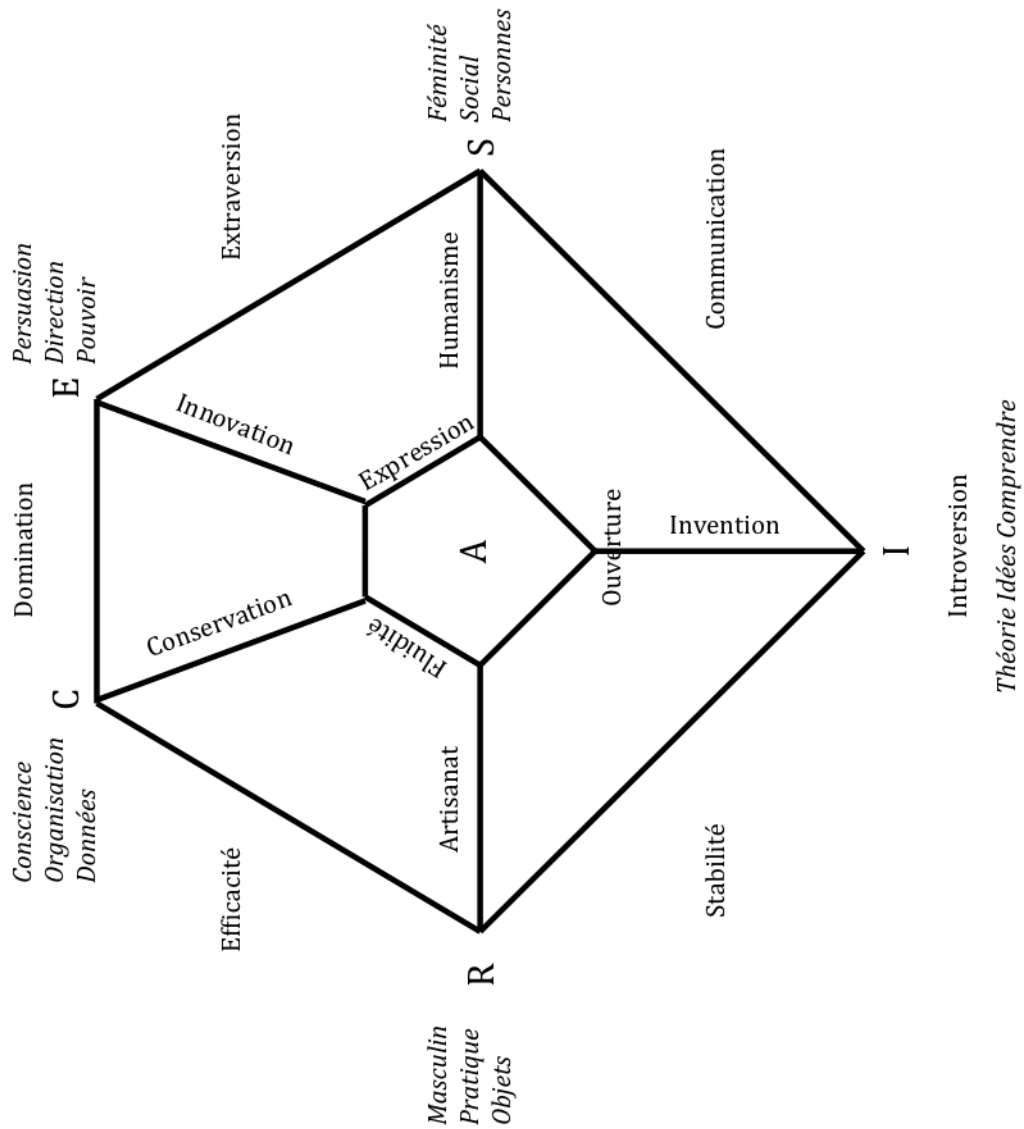 Conscience
Organisation
Données
Domination
Persuasion
Direction
Pouvoir
C
E
Efficacité
Conservation
Innovation
Extraversion
Fluidité
Expression
Masculin
Pratique
Objets
R
Artisanat
A
Humanisme
S
Féminité
Social
Personnes
Ouverture
Stabilité
Invention
Communication
I
Introversion
Théorie Idées Comprendre